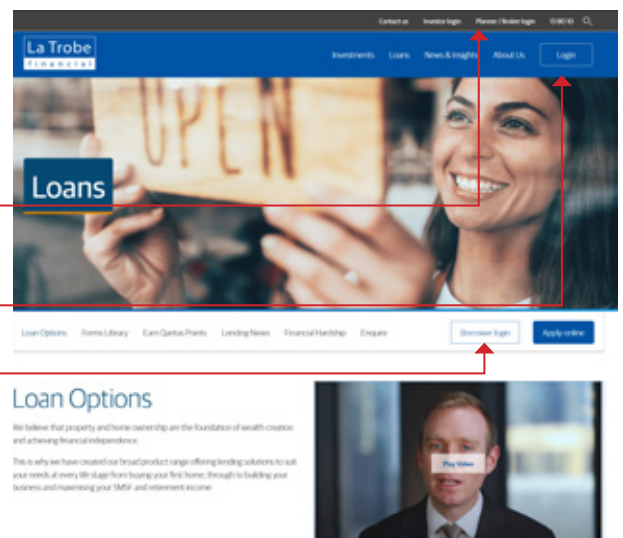 Contact us Investor login Planner / Broker login 13 80 10
La Trobe
financial
Investments Loans News & Insights About Us Login
OPEN
Loans
Loan Options Forms Library Earn Qantas Points Lending News Financial Hardship Enquire Borrower login Apply online
Loan Options
We believe that property and home ownership are the foundation of wealth creation
and achieving financial independence.
This is why we have created our broad product range offering lending solutions to suit
your needs at every life stage from buying your first home, through to building your
business and maximising your SMSF and retirement income.
Play Video